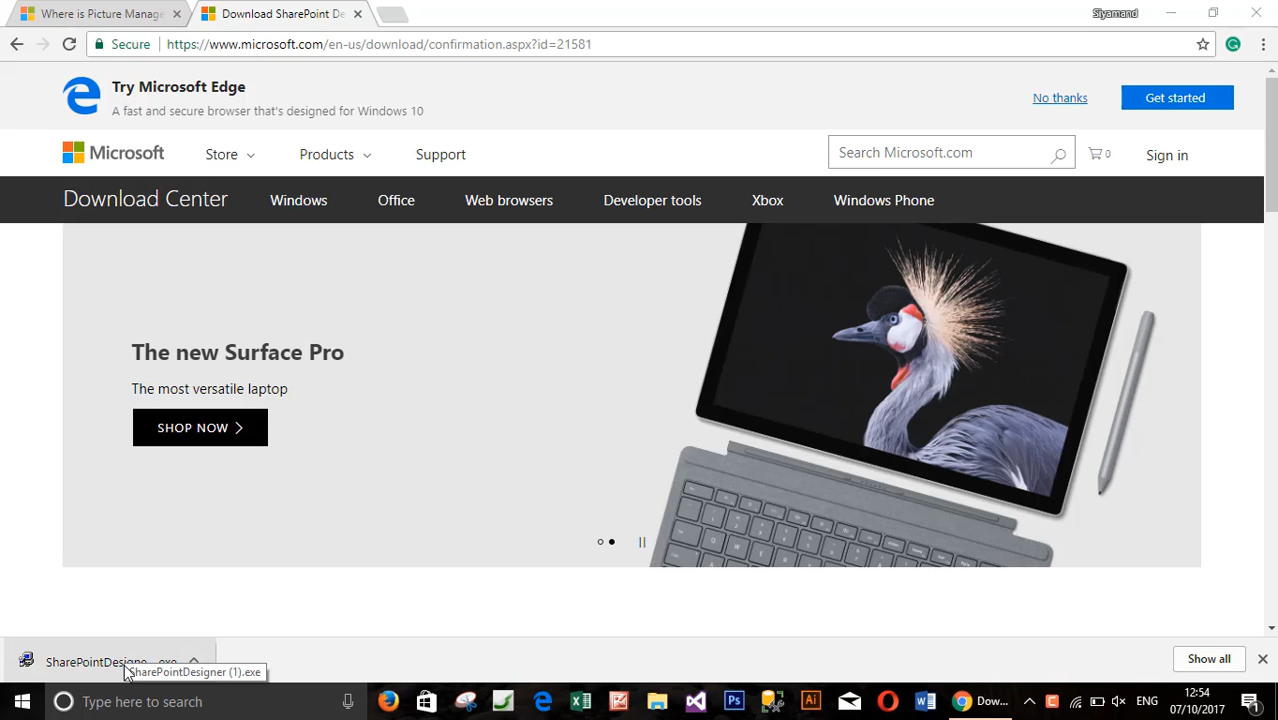 Where is Picture Manage
Download SharePoint De
Siyamand
Secure
https://www.microsoft.com/en-us/download/confirmation.aspx?id=21581
Try Microsoft Edge
A fast and secure browser that's designed for Windows 10
No thanks
Get started
Microsoft
Store
Products
Support
Search Microsoft.com
0
Sign in
Download Center
Windows
Office
Web browsers
Developer tools
Xbox
Windows Phone
The new Surface Pro
The most versatile laptop
SHOP NOW
SharePointDesigne....exe
SharePointDesigner (1).exe
Show all
Type here to search
Dow...
ENG
12:54
07/10/2017
1